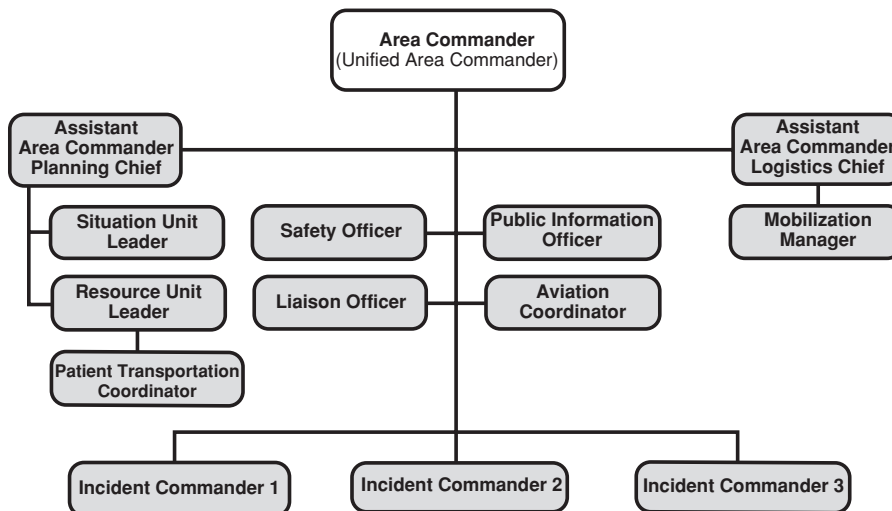 Area Commander
(Unified Area Commander)
Assistant
Area Commander
Planning Chief
Assistant
Area Commander
Logistics Chief
Situation Unit
Leader
Safety Officer
Public Information
Officer
Mobilization
Manager
Resource Unit
Leader
Liaison Officer
Aviation
Coordinator
Patient Transportation
Coordinator
Incident Commander 1
Incident Commander 2
Incident Commander 3